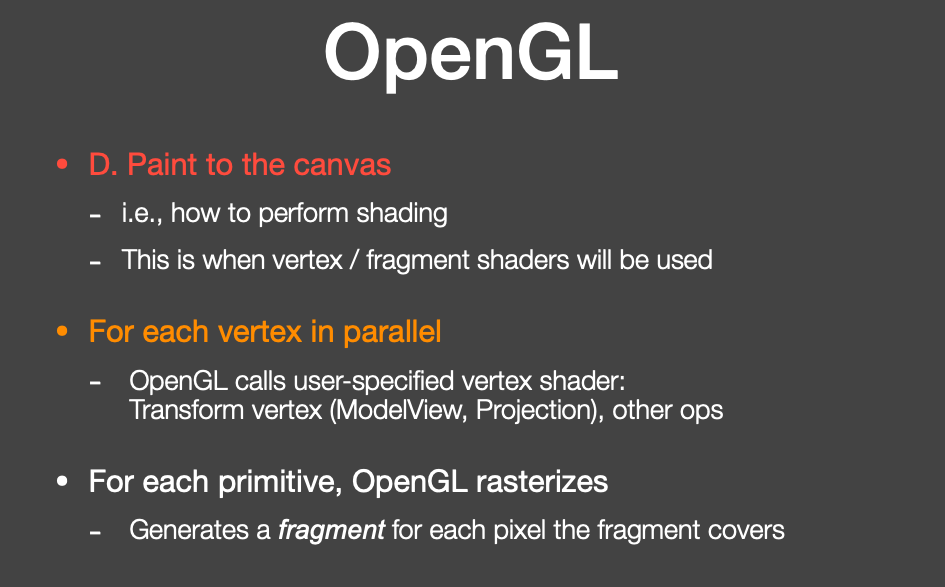 OpenGL
• D. Paint to the canvas
- i.e., how to perform shading
- This is when vertex / fragment shaders will be used
• For each vertex in parallel
- OpenGL calls user-specified vertex shader:
Transform vertex (ModelView, Projection), other ops
• For each primitive, OpenGL rasterizes
- Generates a fragment for each pixel the fragment covers